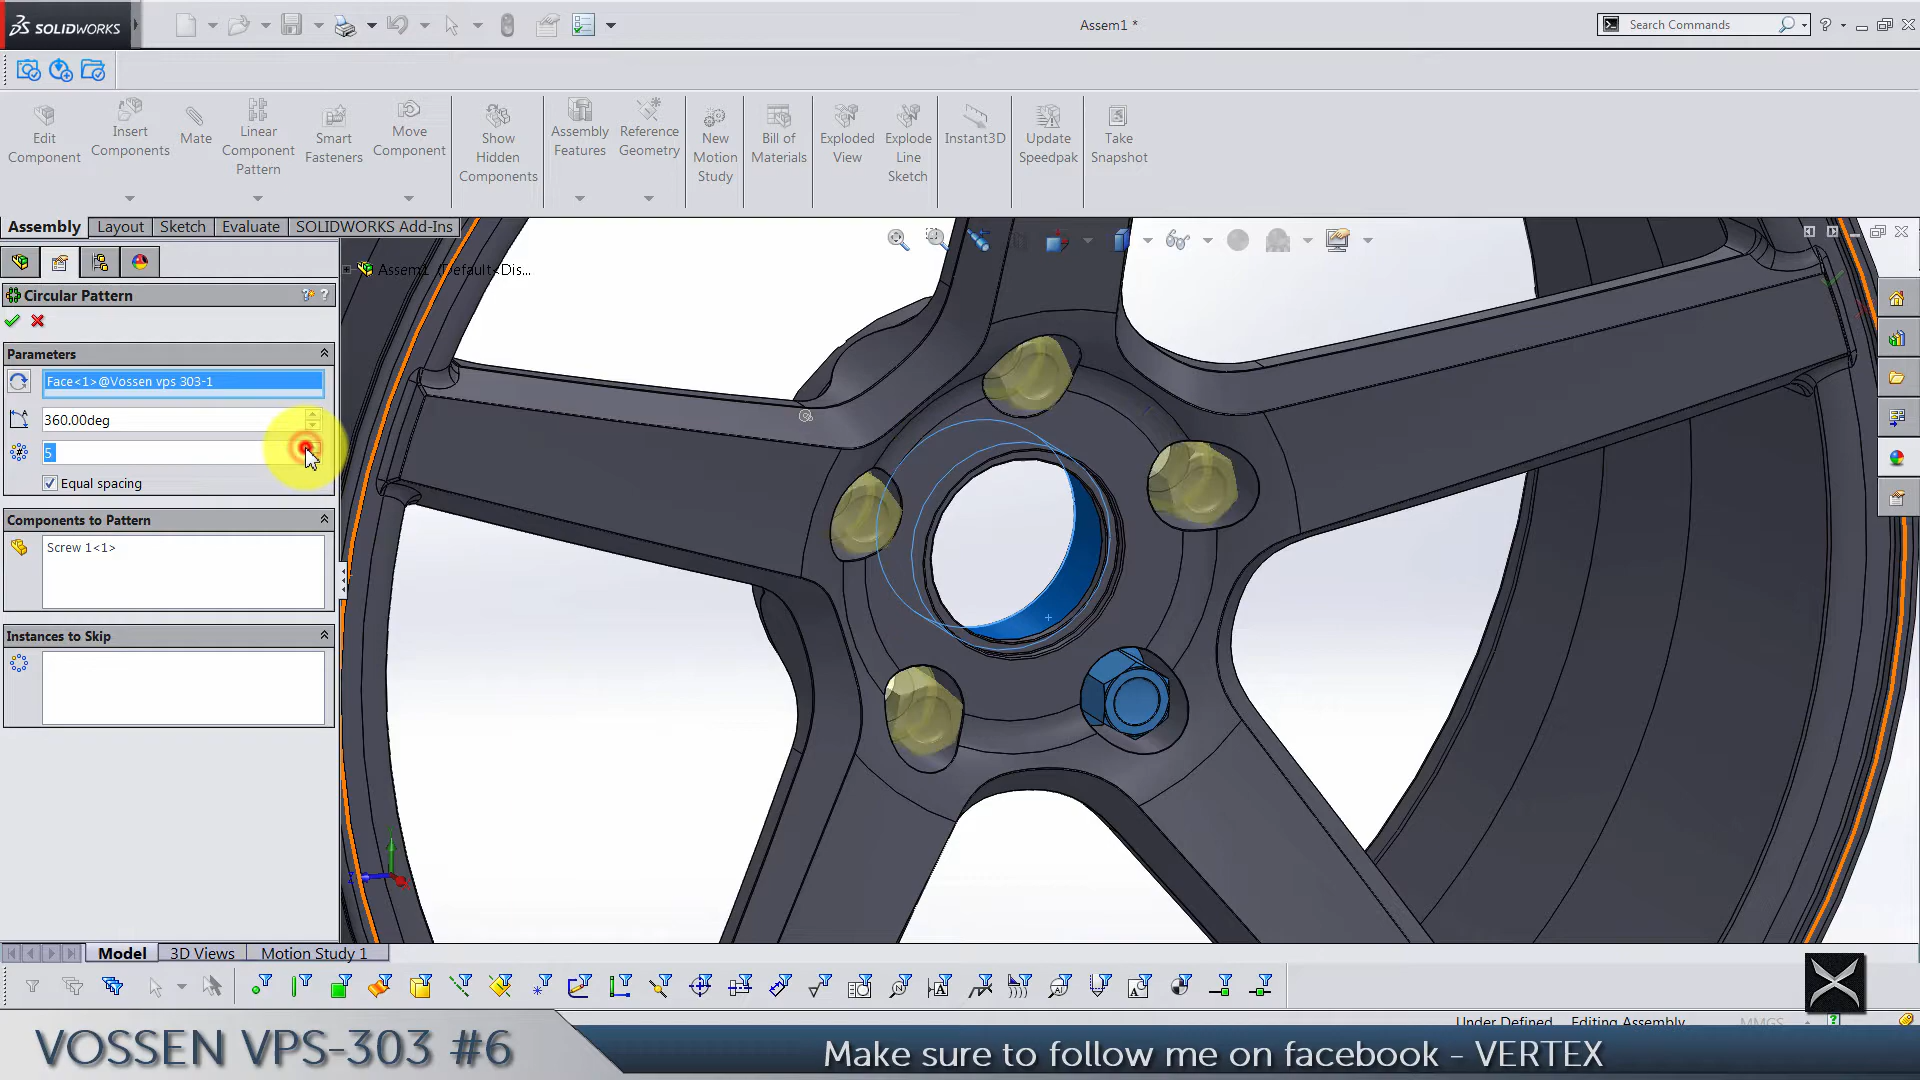 SOLIDWORKS
Assem1 *
Search Commands
Edit Component
Insert Components
Mate
Linear Component Pattern
Smart Fasteners
Move Component
Show Hidden Components
Assembly Features
Reference Geometry
New Motion Study
Bill of Materials
Exploded View
Explode Line Sketch
Instant3D
Update Speedpak
Take Snapshot
Assembly
Layout
Sketch
Evaluate
SOLIDWORKS Add-Ins
Assem1 (Default<Dis...
Circular Pattern
Parameters
Face<1>@Vossen vps 303-1
360.00deg
5
Equal spacing
Components to Pattern
Screw 1<1>
Instances to Skip
Model
3D Views
Motion Study 1
Under Defined
Editing Assembly
MMGS
VOSSEN VPS-303 #6
Make sure to follow me on facebook - VERTEX